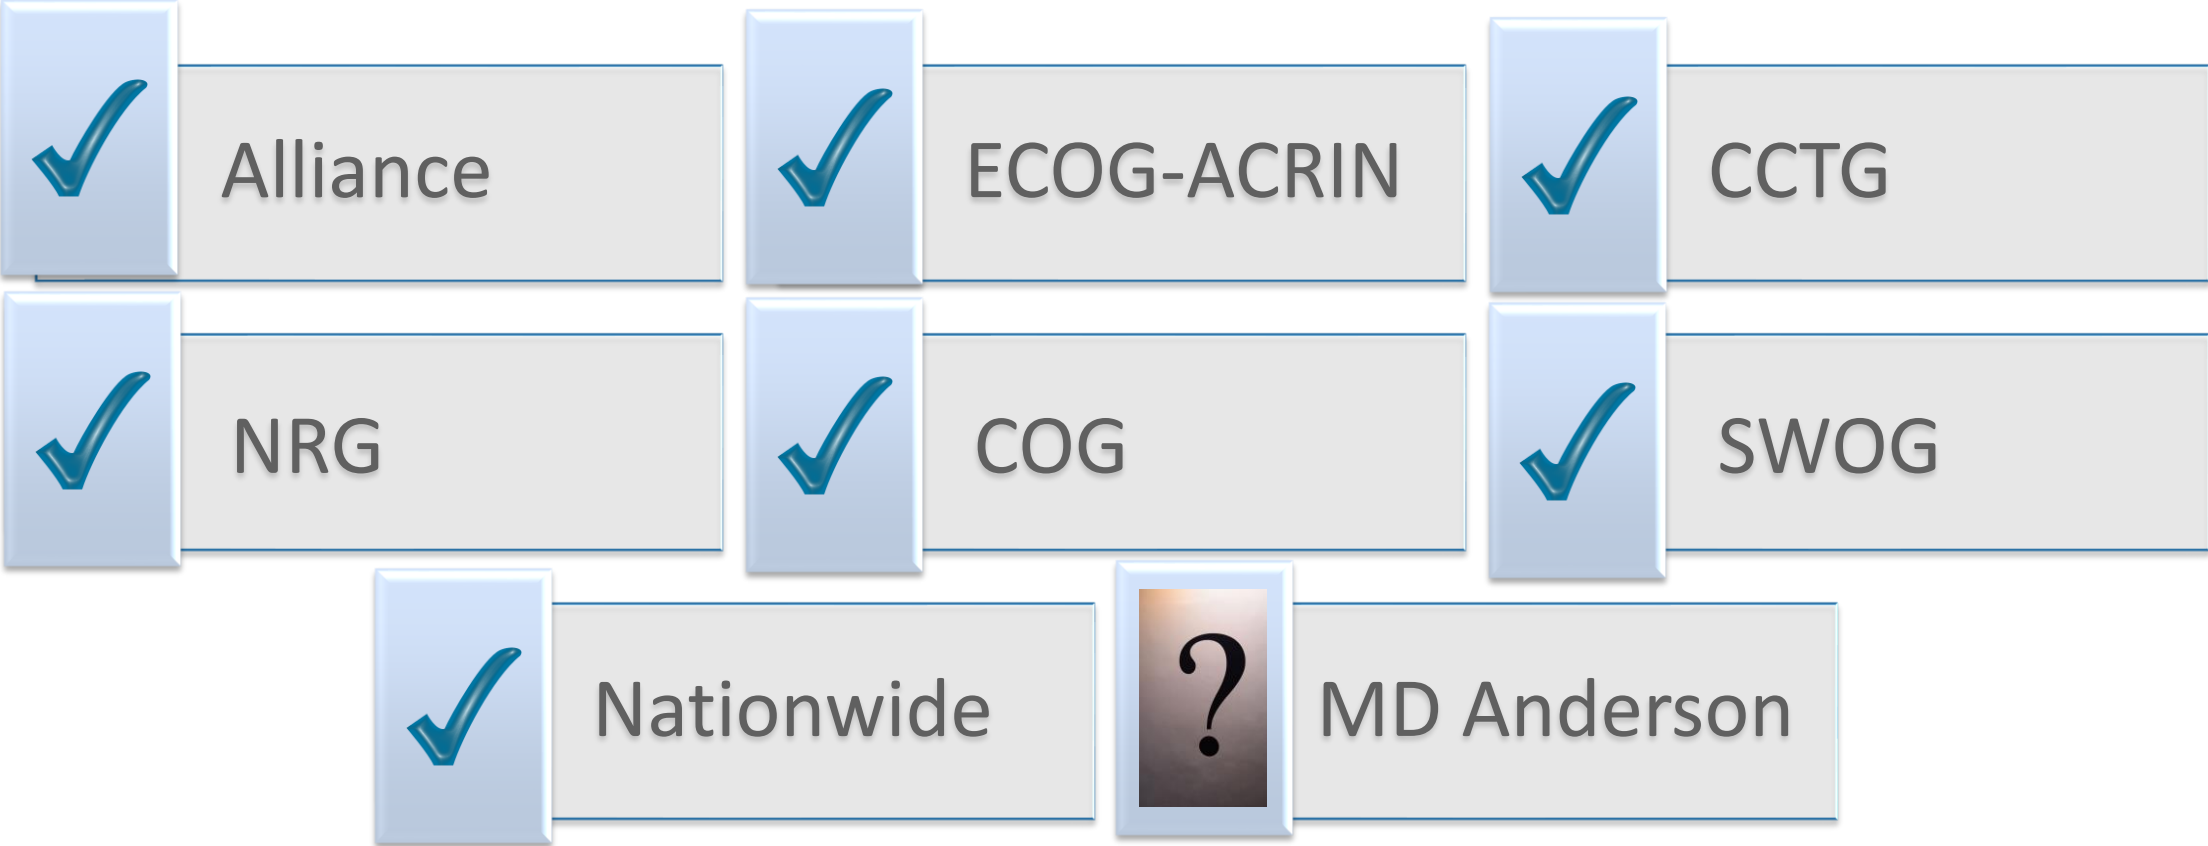 Alliance
ECOG-ACRIN
CCTG
NRG
COG
SWOG
Nationwide
?
MD Anderson